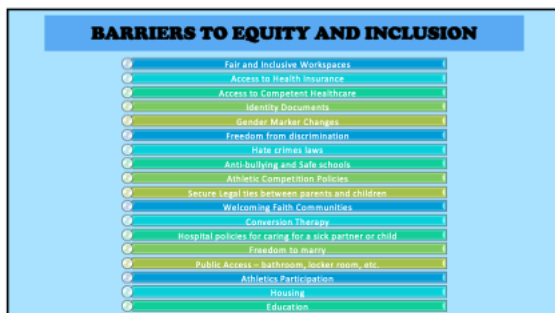 BARRIERS TO EQUITY AND INCLUSION
Fair and Inclusive Workspaces
Access to Health Insurance
Access to Competent Healthcare
Identity Documents
Gender Marker Changes
Freedom from discrimination
Hate crimes laws
Anti-bullying and Safe schools
Athletic Competition Policies
Secure Legal ties between parents and children
Welcoming Faith Communities
Conversion Therapy
Hospital policies for caring for a sick partner or child
Freedom to marry
Public Access – bathroom, locker room, etc.
Athletics Participation
Housing
Education